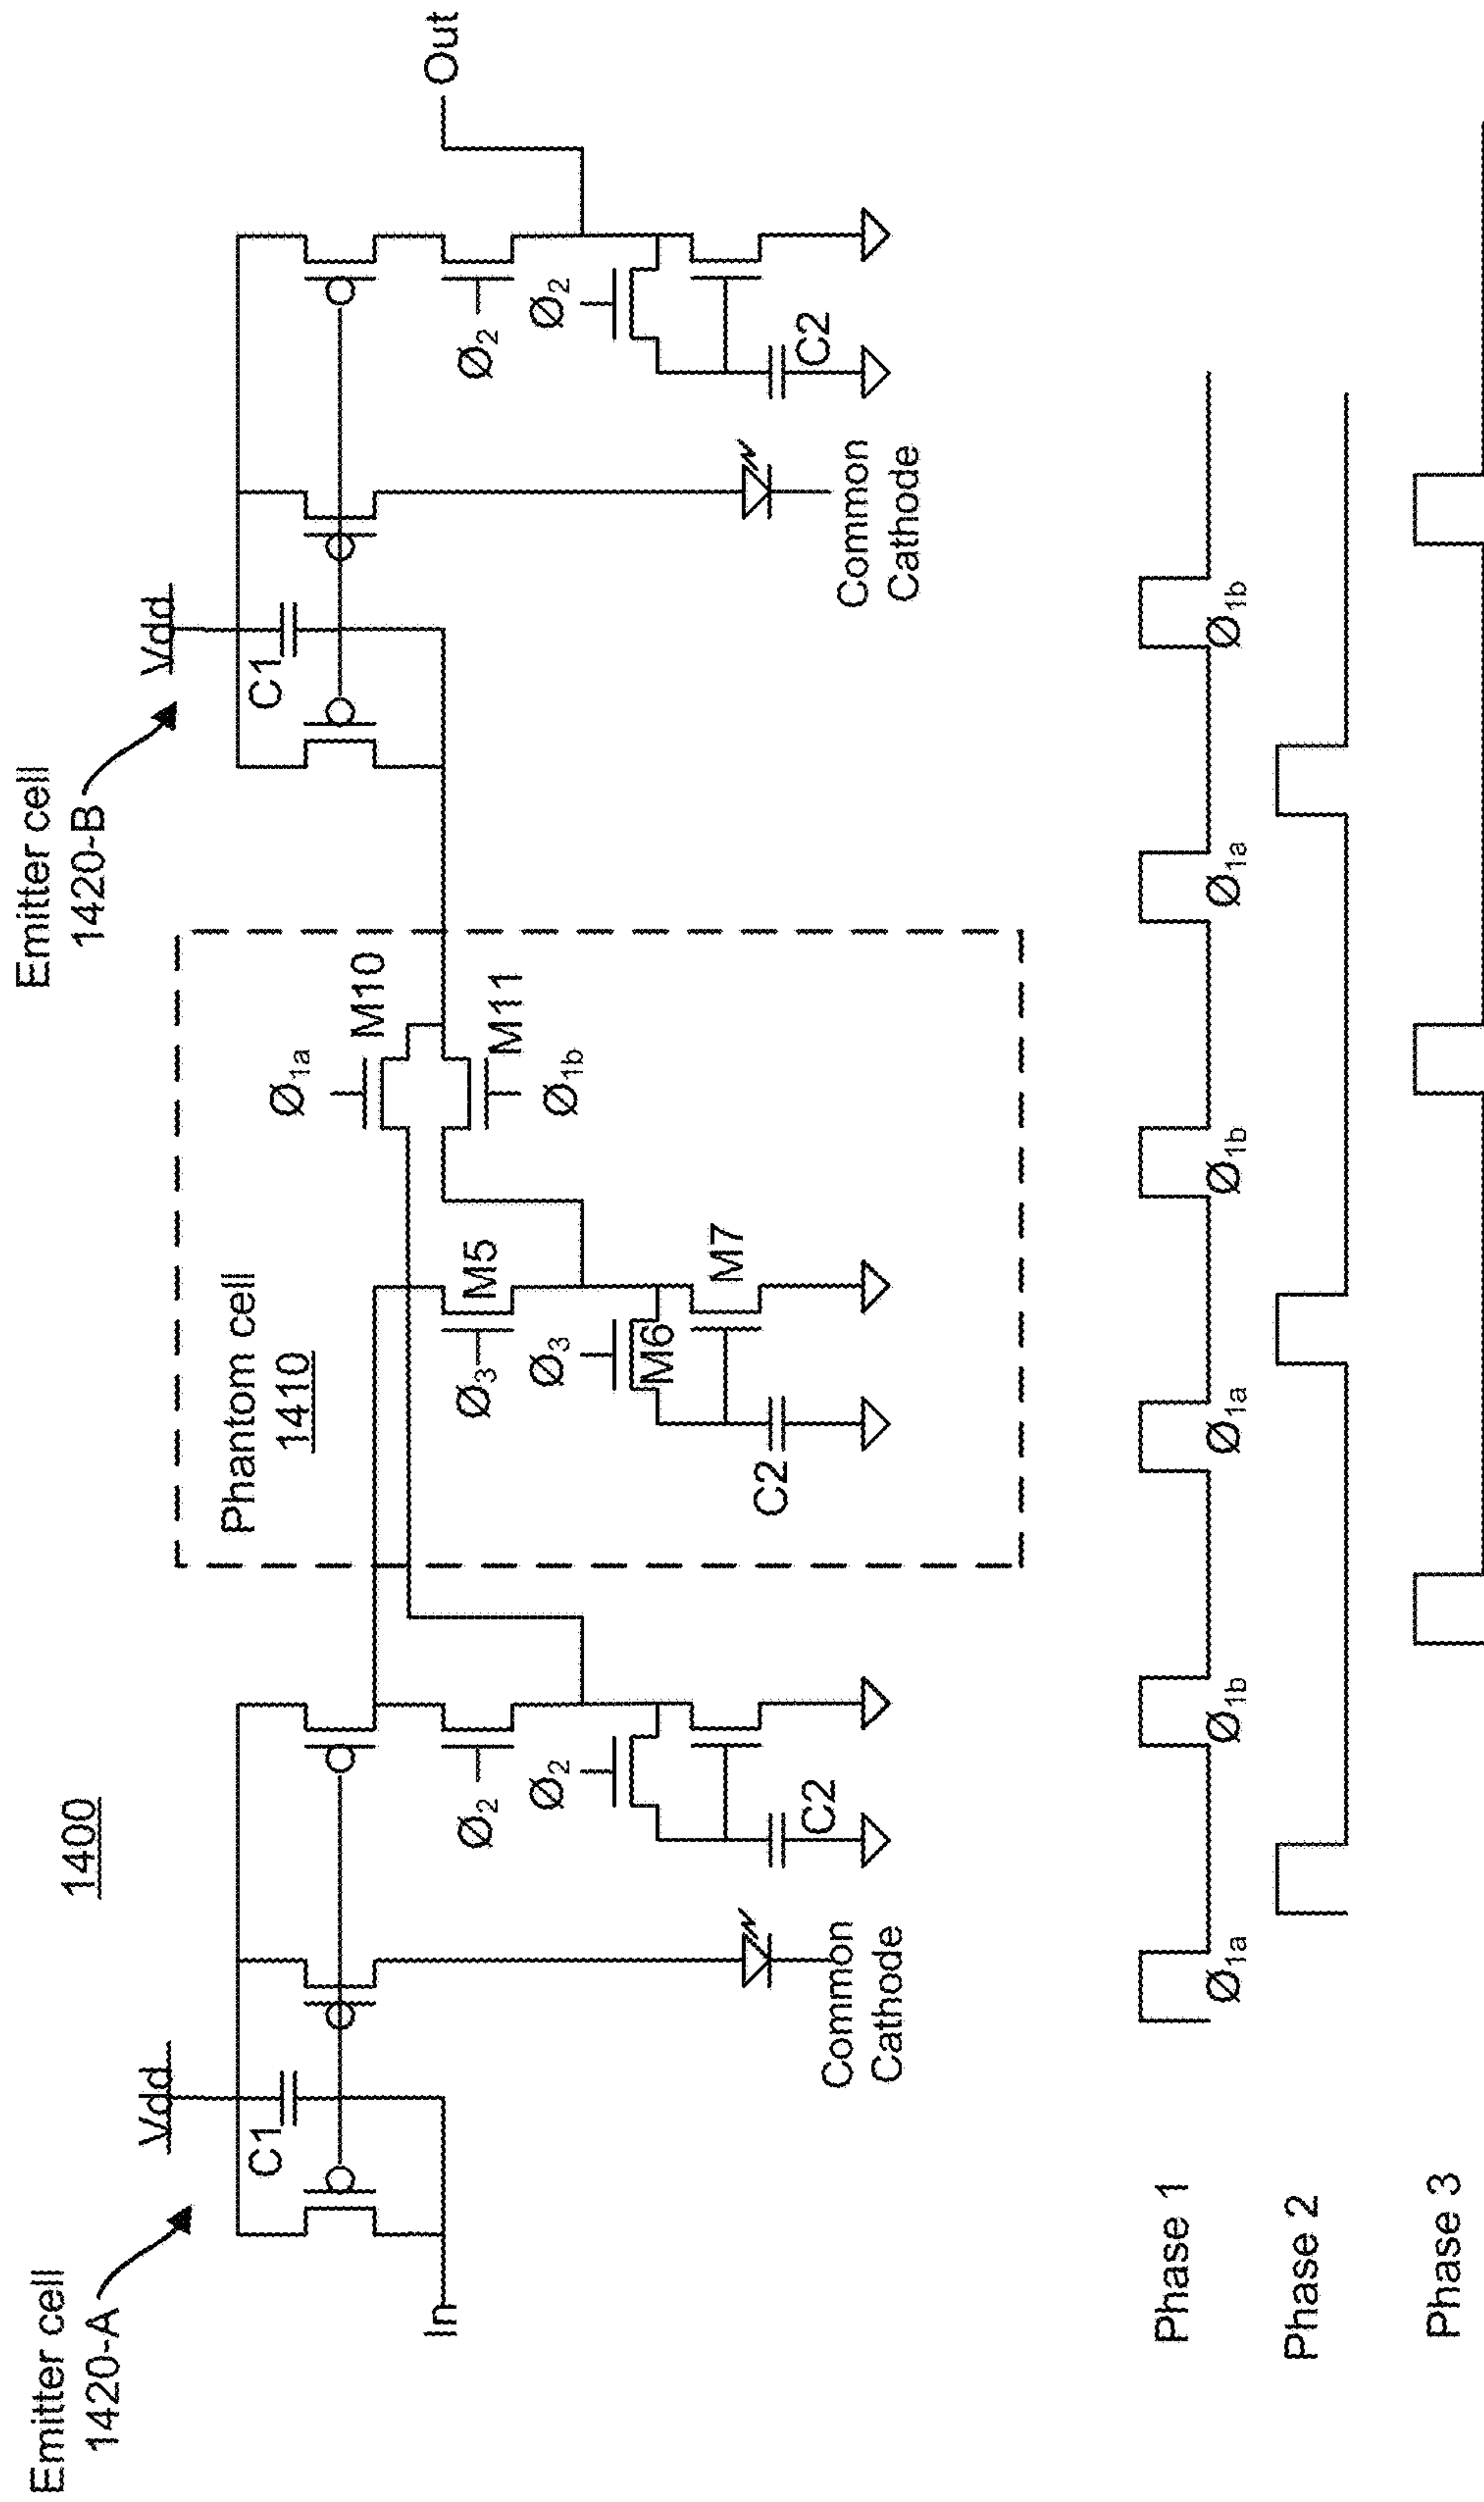 1400
Emitter cell
1420-A
Vdd
C1
In
Common
Cathode
Ø2
Ø2
C2
Phantom cell
1410
Ø3
M5
Ø3
M6
M7
C2
Ø1a
M10
M11
Ø1b
Emitter cell
1420-B
Vdd
C1
Common
Cathode
Ø2
Ø2
C2
Out
Phase 1
Ø1a
Ø1b
Ø1a
Ø1b
Ø1a
Ø1b
Phase 2
Phase 3